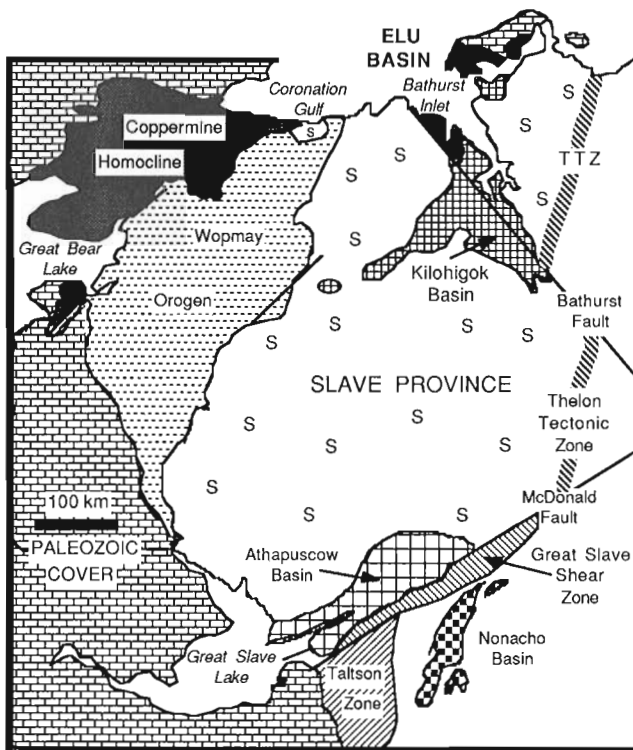 ELU
BASIN
Coronation
Gulf
Bathurst
Inlet
S
Coppermine
Homocline
S
S
S
TTZ
S
S
S
Great Bear
Lake
Wopmay
Orogen
Kilohigok
Basin
Bathurst
Fault
S
S
S
S
SLAVE PROVINCE
Thelon
Tectonic
Zone
S
S
S
S
S
S
S
100 km
PALEOZOIC
COVER
McDonald
Fault
Athapuscow
Basin
Great Slave
Shear
Zone
Great Slave
Lake
Nonacho
Basin
Taltson
Zone